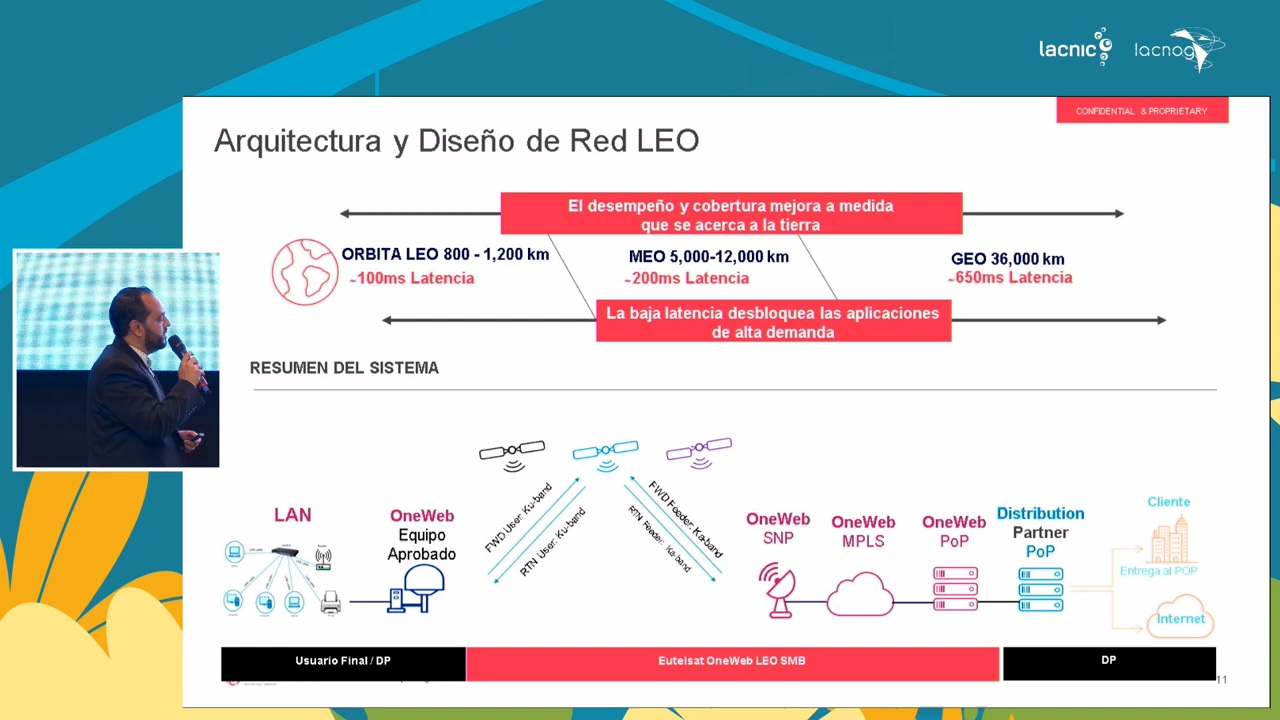 lacnic
lacnog
CONFIDENTIAL & PROPRIETARY
Arquitectura y Diseño de Red LEO
El desempeño y cobertura mejora a medida
que se acerca a la tierra
ORBITA LEO 800 - 1,200 km
~100ms Latencia
MEO 5,000-12,000 km
~200ms Latencia
GEO 36,000 km
~650ms Latencia
La baja latencia desbloquea las aplicaciones
de alta demanda
RESUMEN DEL SISTEMA
LAN
OneWeb
Equipo
Aprobado
FWD User: Ku-band
RTN User: Ku-band
FWD Feeder: Ka-band
RTN Feeder: Ka-band
OneWeb
SNP
OneWeb
MPLS
OneWeb
PoP
Distribution
Partner
PoP
Cliente
Entrega al POP
Internet
Usuario Final / DP
Eutelsat OneWeb LEO SMB
DP
11